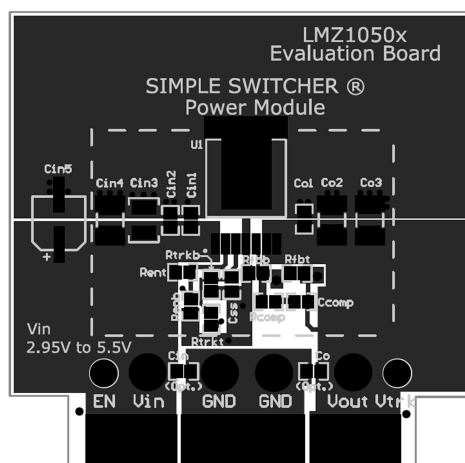 LMZ1050x
Evaluation Board
SIMPLE SWITCHER ®
Power Module
U1
Cin5
Cin4
Cin3
Cin2
Cin1
Co1
Co2
Co3
+
Rtrkb
Rent
Rfbt
Css
Rcomp
Ccomp
Rtrkt
Vin
2.95V to 5.5V
Cin
(Opt.)
Co
(Opt.)
EN
Vin
GND
GND
Vout
Vtrk